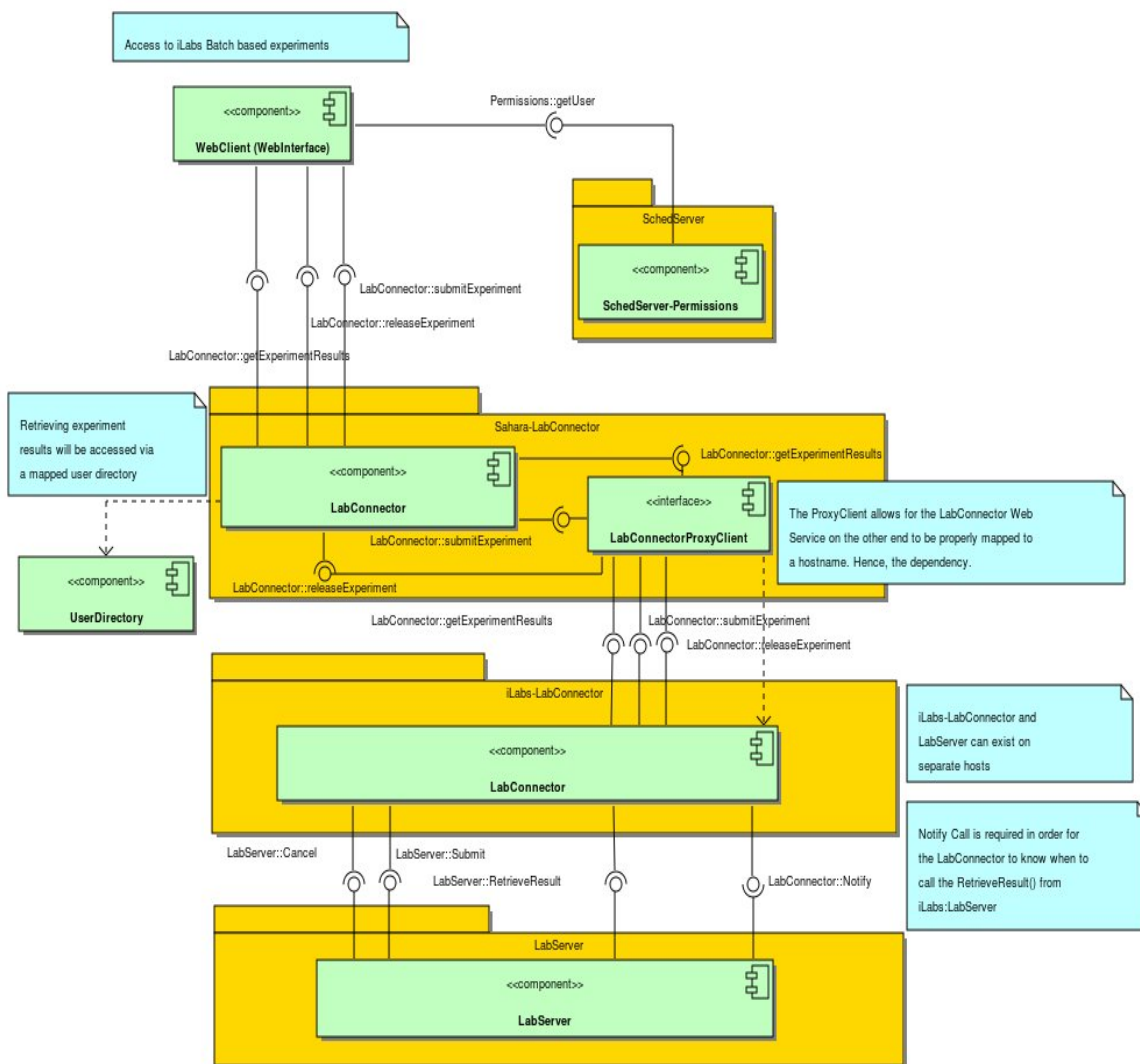 Access to iLabs Batch based experiments
<<component>>
WebClient (WebInterface)
Permissions::getUser
SchedServer
<<component>>
SchedServer-Permissions
LabConnector::submitExperiment
LabConnector::releaseExperiment
LabConnector::getExperimentResults
Retrieving experiment
results will be accessed via
a mapped user directory
Sahara-LabConnector
<<component>>
LabConnector
LabConnector::getExperimentResults
<<interface>>
LabConnectorProxyClient
LabConnector::submitExperiment
LabConnector::releaseExperiment
The ProxyClient allows for the LabConnector Web
Service on the other end to be properly mapped to
a hostname. Hence, the dependency.
<<component>>
UserDirectory
LabConnector::getExperimentResults
LabConnector::submitExperiment
LabConnector::releaseExperiment
iLabs-LabConnector
<<component>>
LabConnector
iLabs-LabConnector and
LabServer can exist on
separate hosts
LabServer::Cancel
LabServer::Submit
LabServer::RetrieveResult
LabConnector::Notify
Notify Call is required in order for
the LabConnector to know when to
call the RetrieveResult() from
iLabs:LabServer
LabServer
<<component>>
LabServer